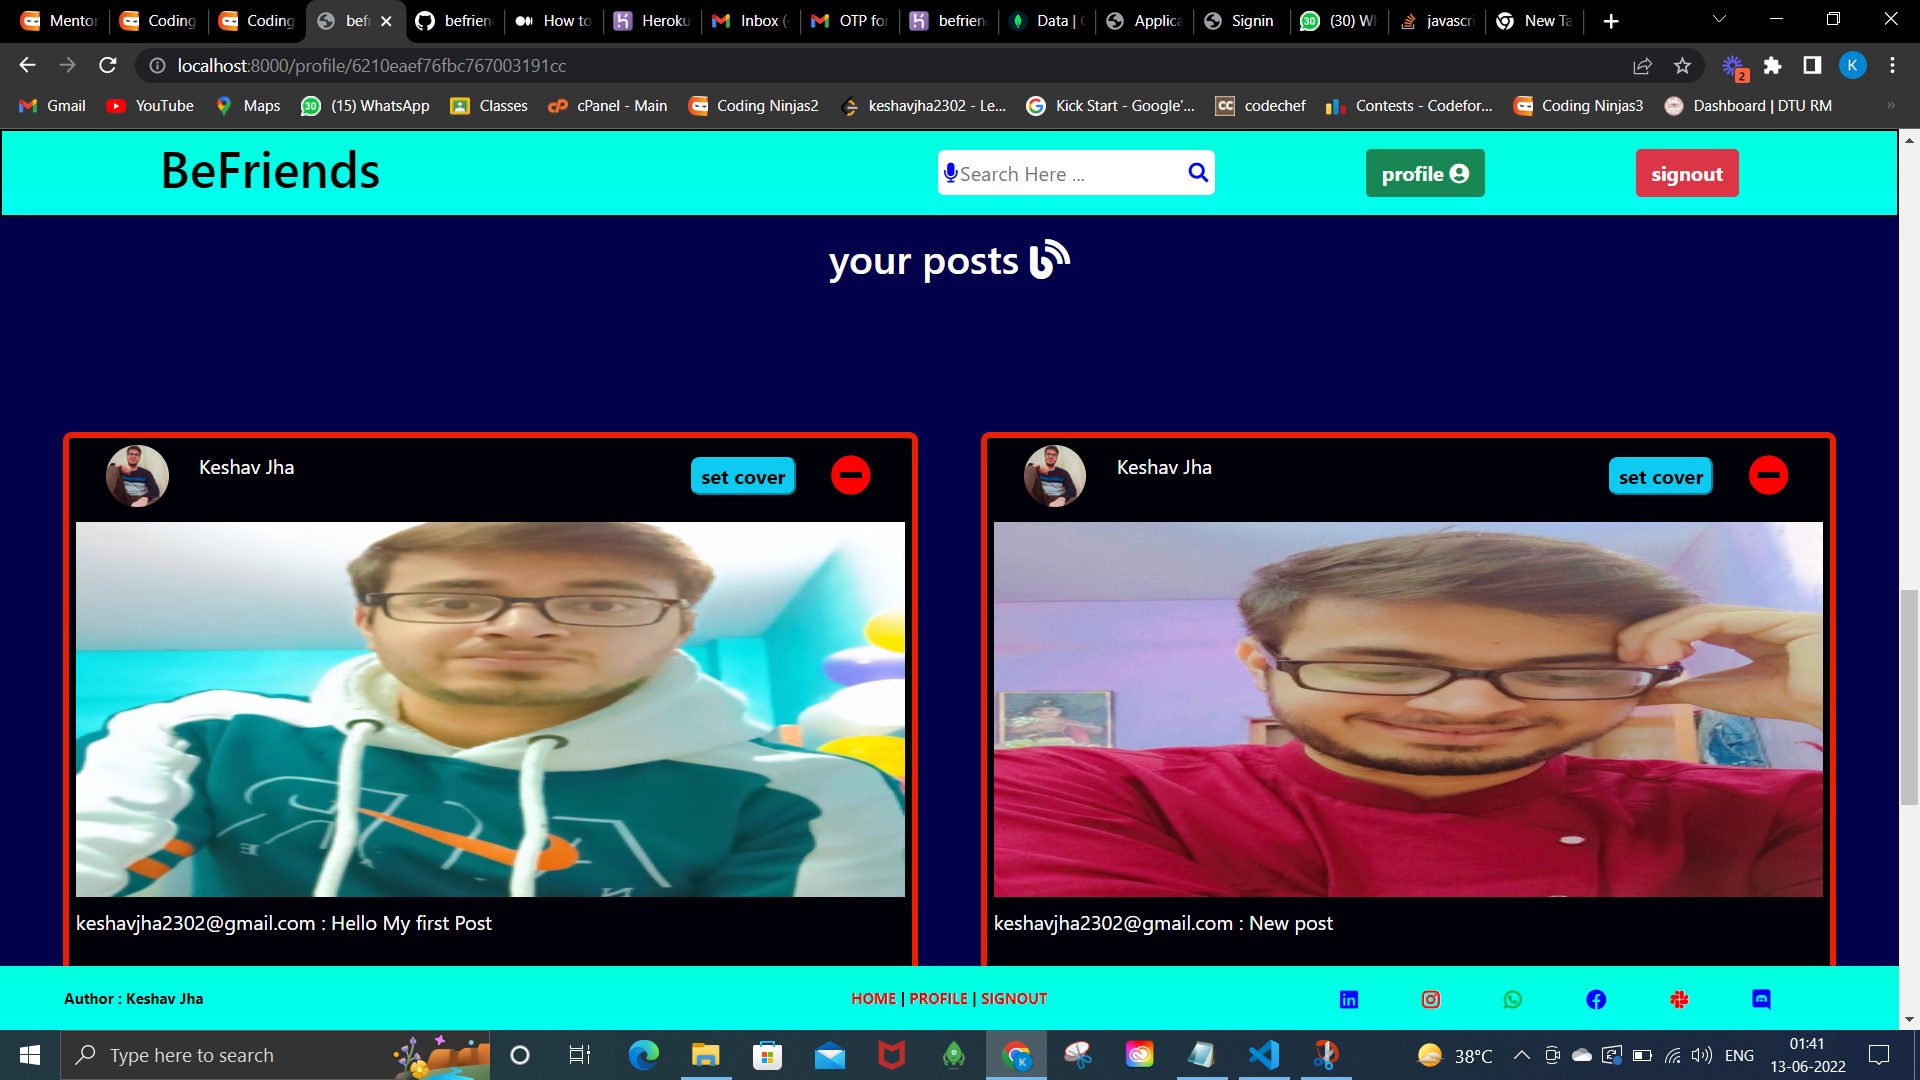 Mentor Coding Coding befr befrien How to Heroku Inbox (4 OTP for befrien Data | C Applica Signin (30) Wh javascri New Ta
localhost:8000/profile/6210eaef76fbc767003191cc
K
2
Gmail YouTube Maps (15) WhatsApp Classes cPanel - Main Coding Ninjas2 keshavjha2302 - Le... Kick Start - Google'... codechef Contests - Codefor... Coding Ninjas3 Dashboard | DTU RM
BeFriends
Search Here ...
profile
signout
your posts
Keshav Jha
set cover
Keshav Jha
set cover
keshavjha2302@gmail.com : Hello My first Post
keshavjha2302@gmail.com : New post
Author : Keshav Jha
HOME | PROFILE | SIGNOUT
Type here to search
38°C
ENG
01:41
13-06-2022